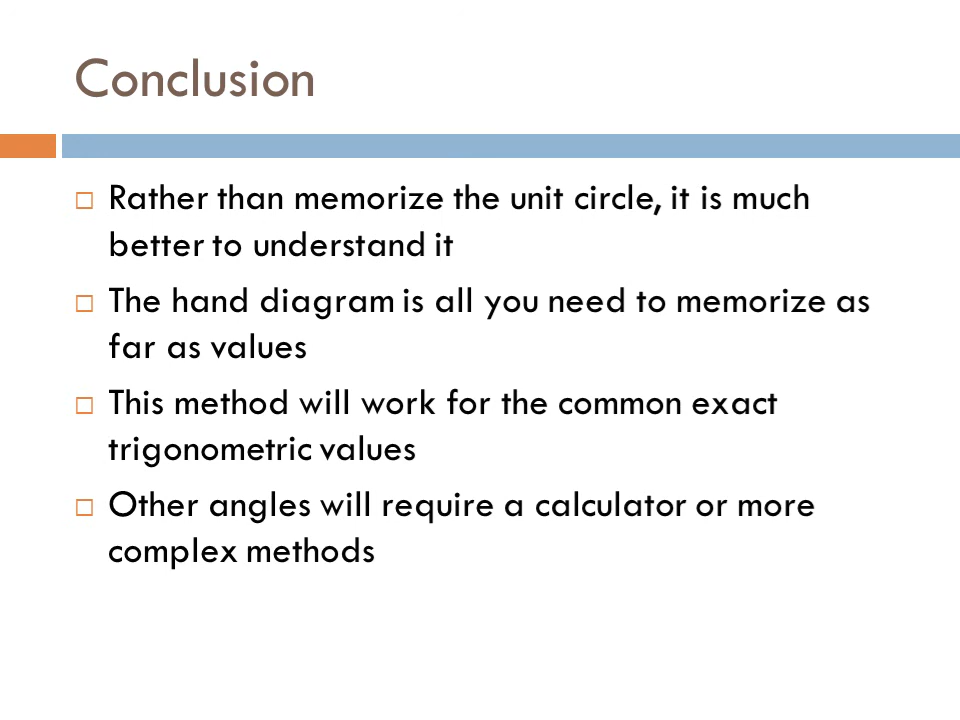 Conclusion
Rather than memorize the unit circle, it is much
better to understand it
The hand diagram is all you need to memorize as
far as values
This method will work for the common exact
trigonometric values
Other angles will require a calculator or more
complex methods